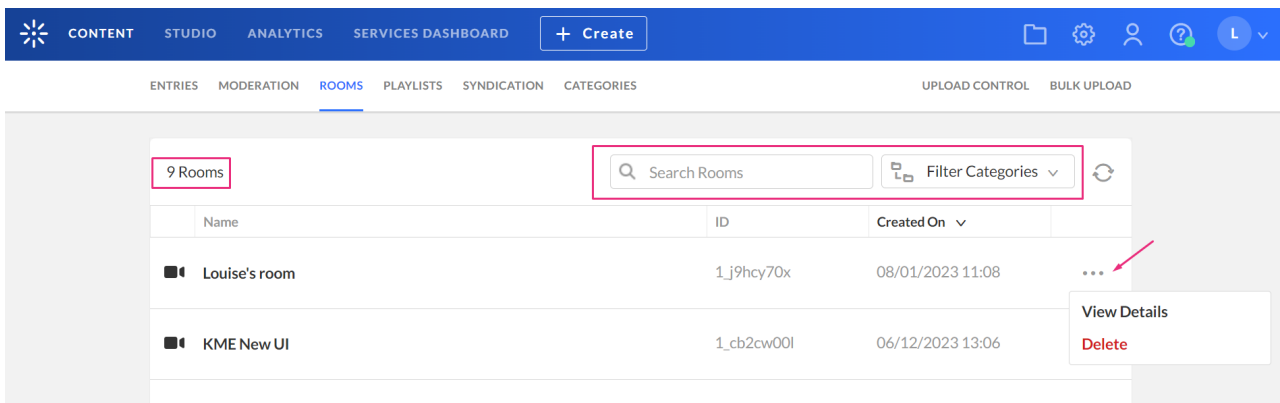 CONTENT STUDIO ANALYTICS SERVICES DASHBOARD + Create L
ENTRIES MODERATION ROOMS PLAYLISTS SYNDICATION CATEGORIES UPLOAD CONTROL BULK UPLOAD
9 Rooms Search Rooms Filter Categories
Name ID Created On
Louise's room 1_j9hcy70x 08/01/2023 11:08 ...
View Details
KME New UI 1_cb2cw00l 06/12/2023 13:06
Delete